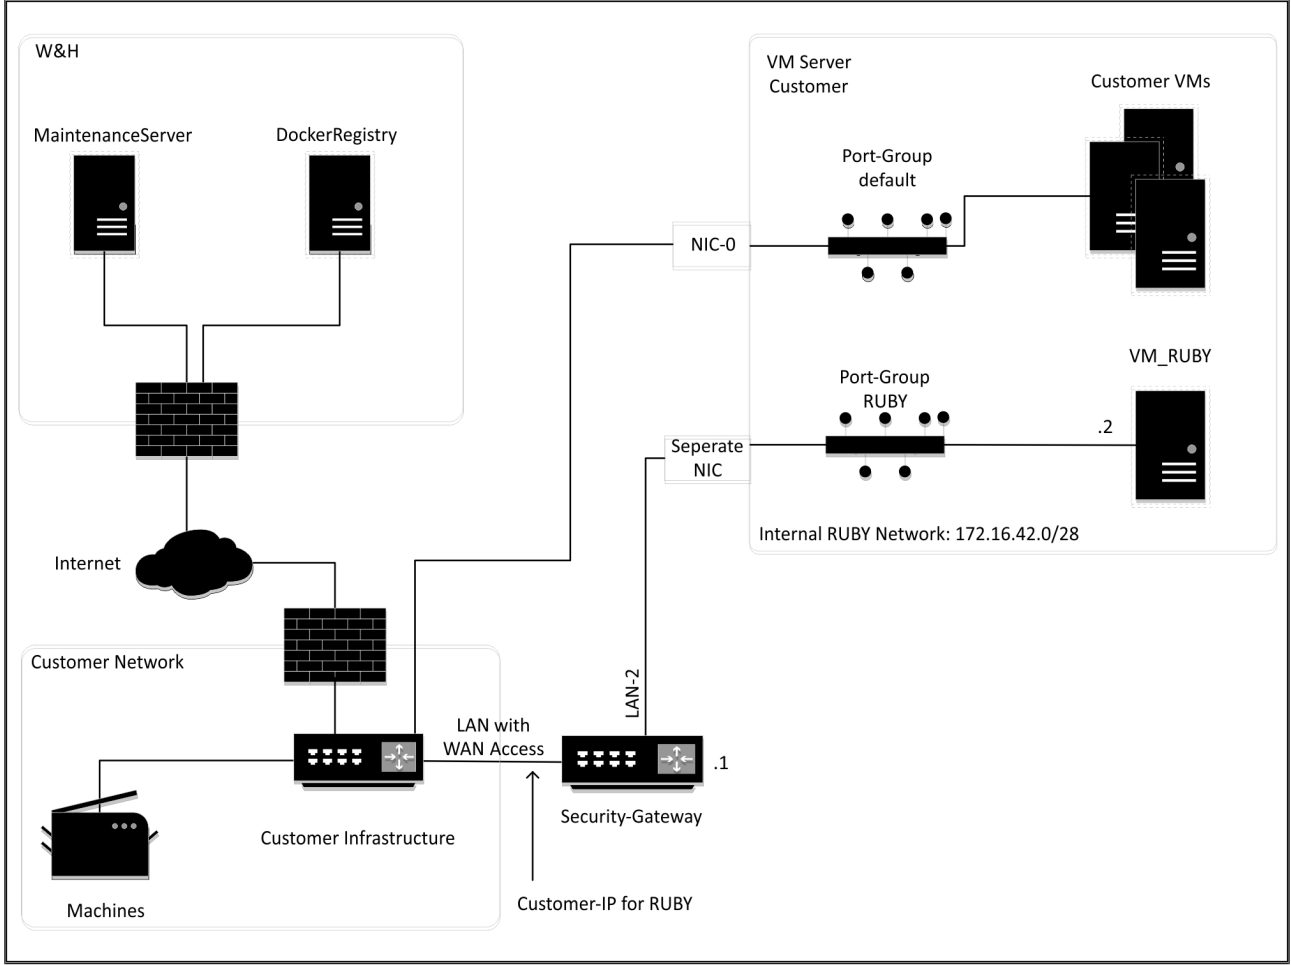 W&H
MaintenanceServer
DockerRegistry
VM Server
Customer
Customer VMs
Port-Group
default
NIC-0
VM_RUBY
Port-Group
RUBY
.2
Seperate
NIC
Internal RUBY Network: 172.16.42.0/28
Internet
Customer Network
LAN-2
LAN with
WAN Access
.1
Security-Gateway
Customer Infrastructure
Customer-IP for RUBY
Machines